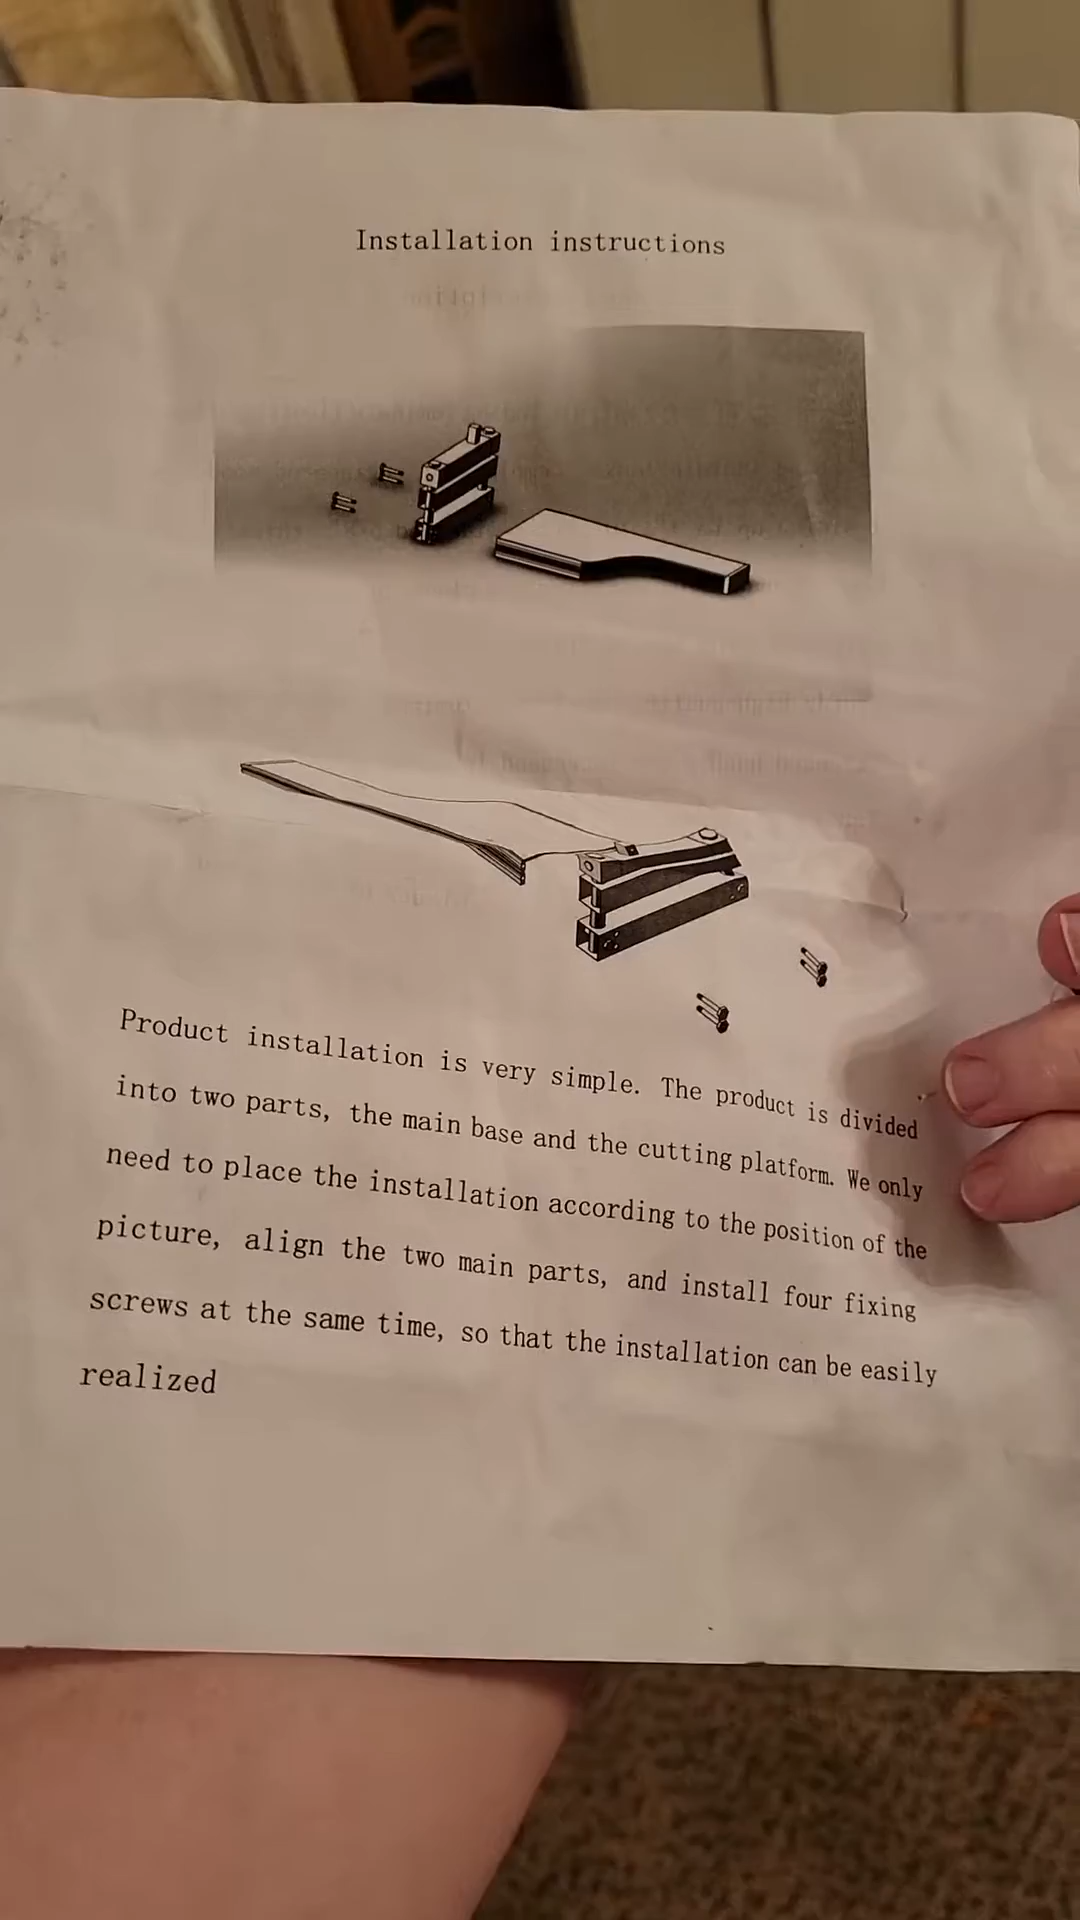 Installation instructions
Product installation is very simple. The product is divided
into two parts, the main base and the cutting platform. We only
need to place the installation according to the position of the
picture, align the two main parts, and install four fixing
screws at the same time, so that the installation can be easily
realized